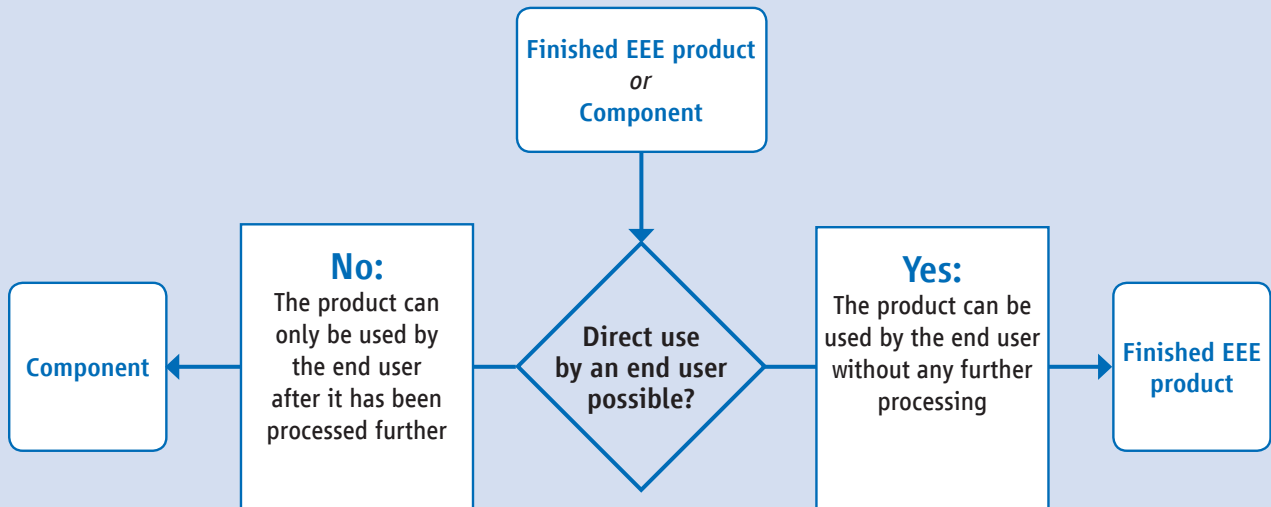 Finished EEE product
or
Component
No:
The product can
only be used by
the end user
after it has been
processed further
Component
Direct use
by an end user
possible?
Yes:
The product can be
used by the end user
without any further
processing
Finished EEE
product